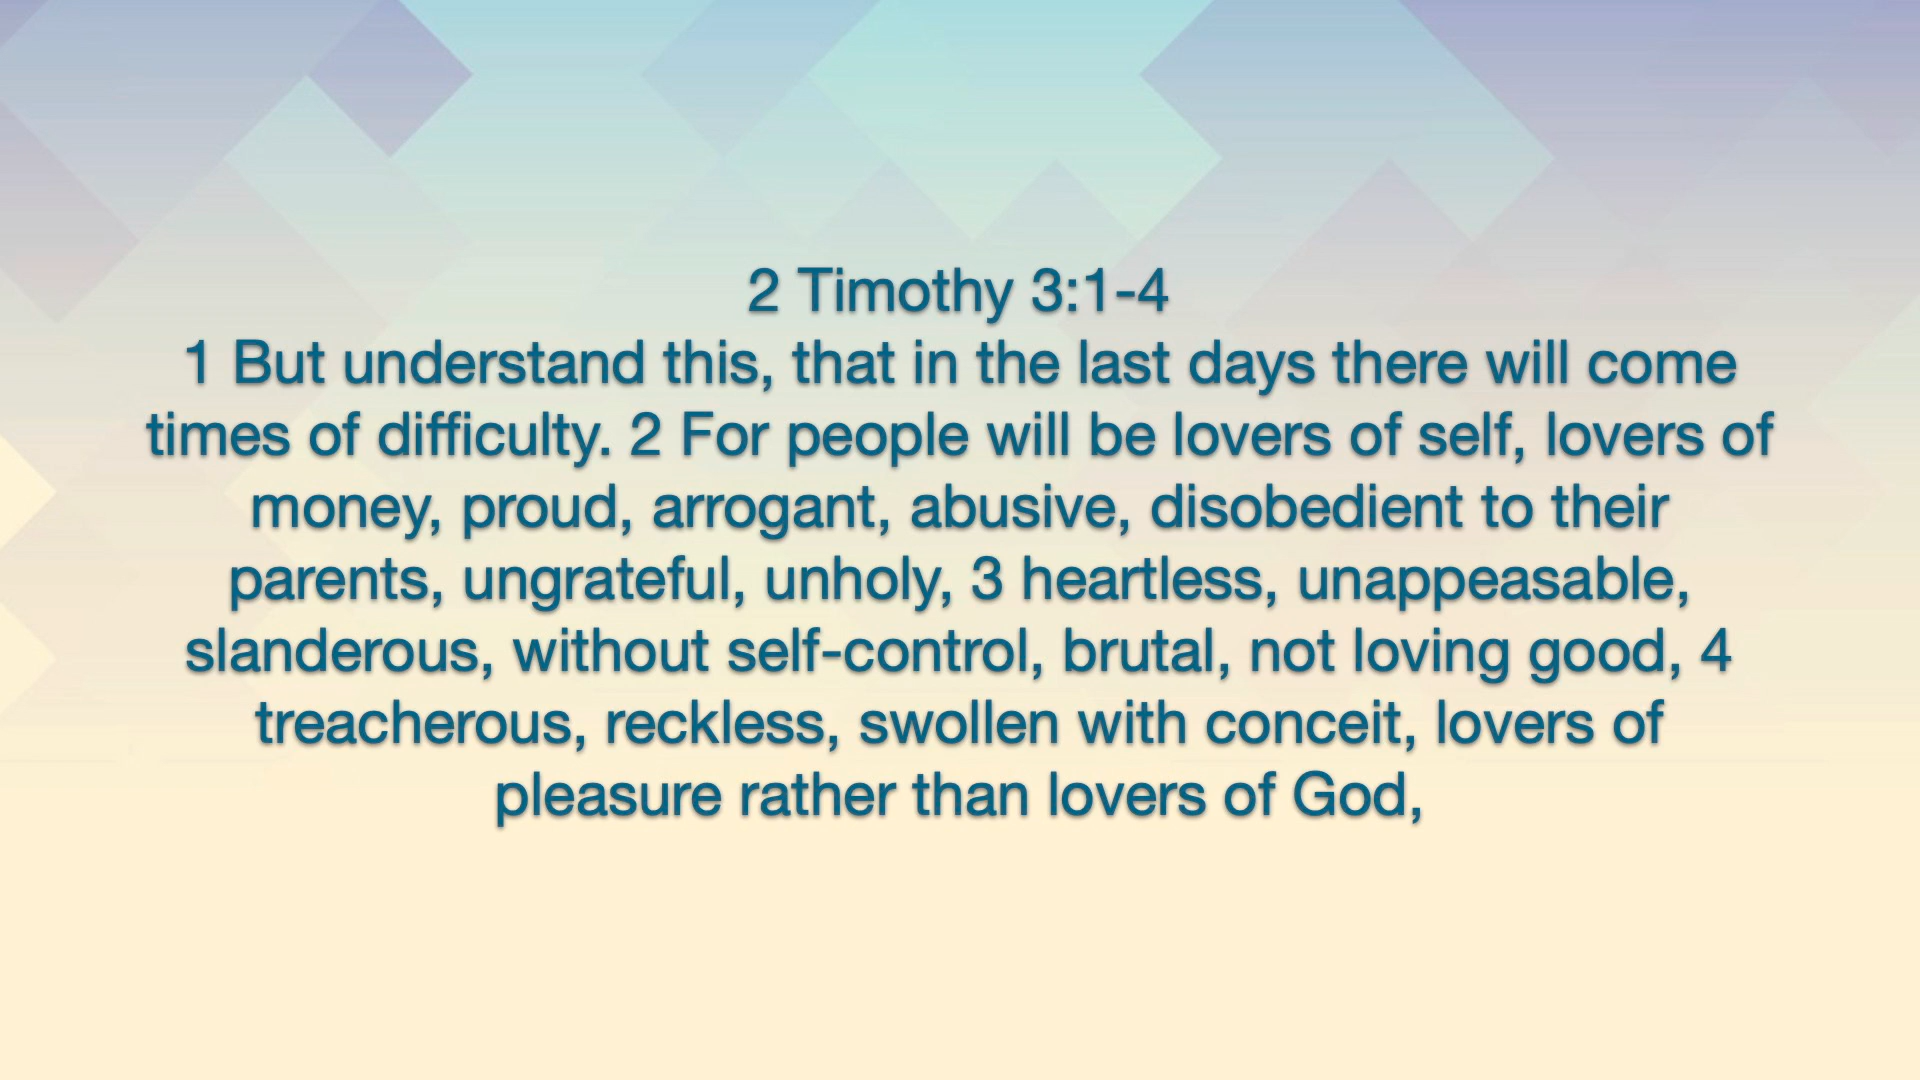 2 Timothy 3:1-4
1 But understand this, that in the last days there will come
times of difficulty. 2 For people will be lovers of self, lovers of
money, proud, arrogant, abusive, disobedient to their
parents, ungrateful, unholy, 3 heartless, unappeasable,
slanderous, without self-control, brutal, not loving good, 4
treacherous, reckless, swollen with conceit, lovers of
pleasure rather than lovers of God,